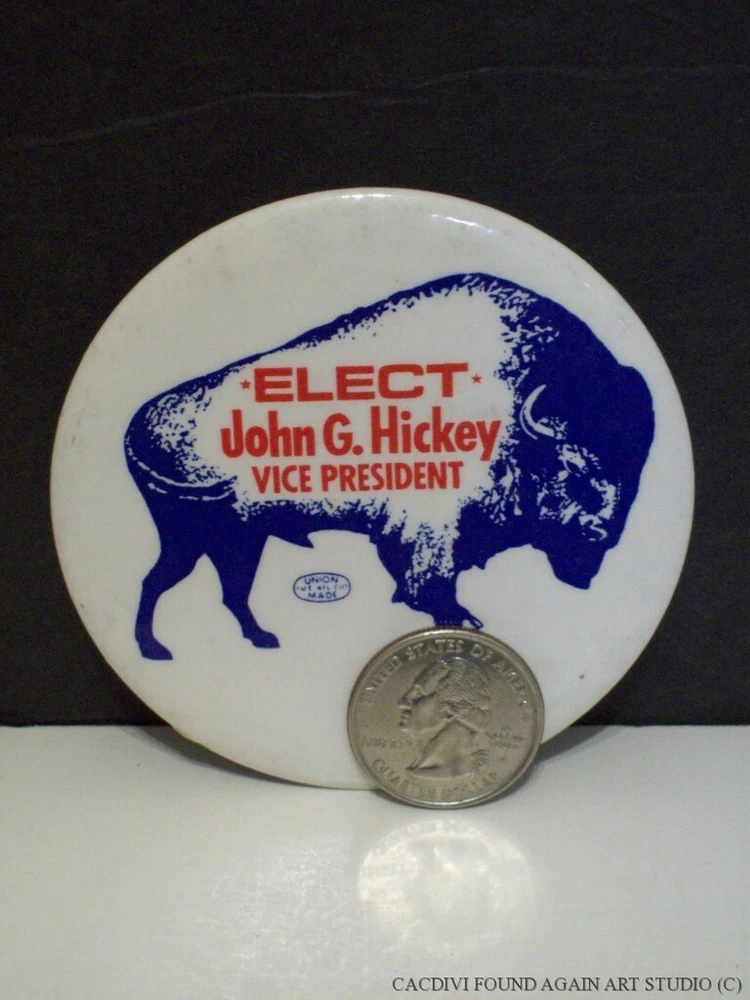 ELECT
John G. Hickey
VICE PRESIDENT
UNION
MADE
UNITED STATES OF AMERICA
LIBERTY
QUARTER DOLLAR
CACDIVI FOUND AGAIN ART STUDIO (C)